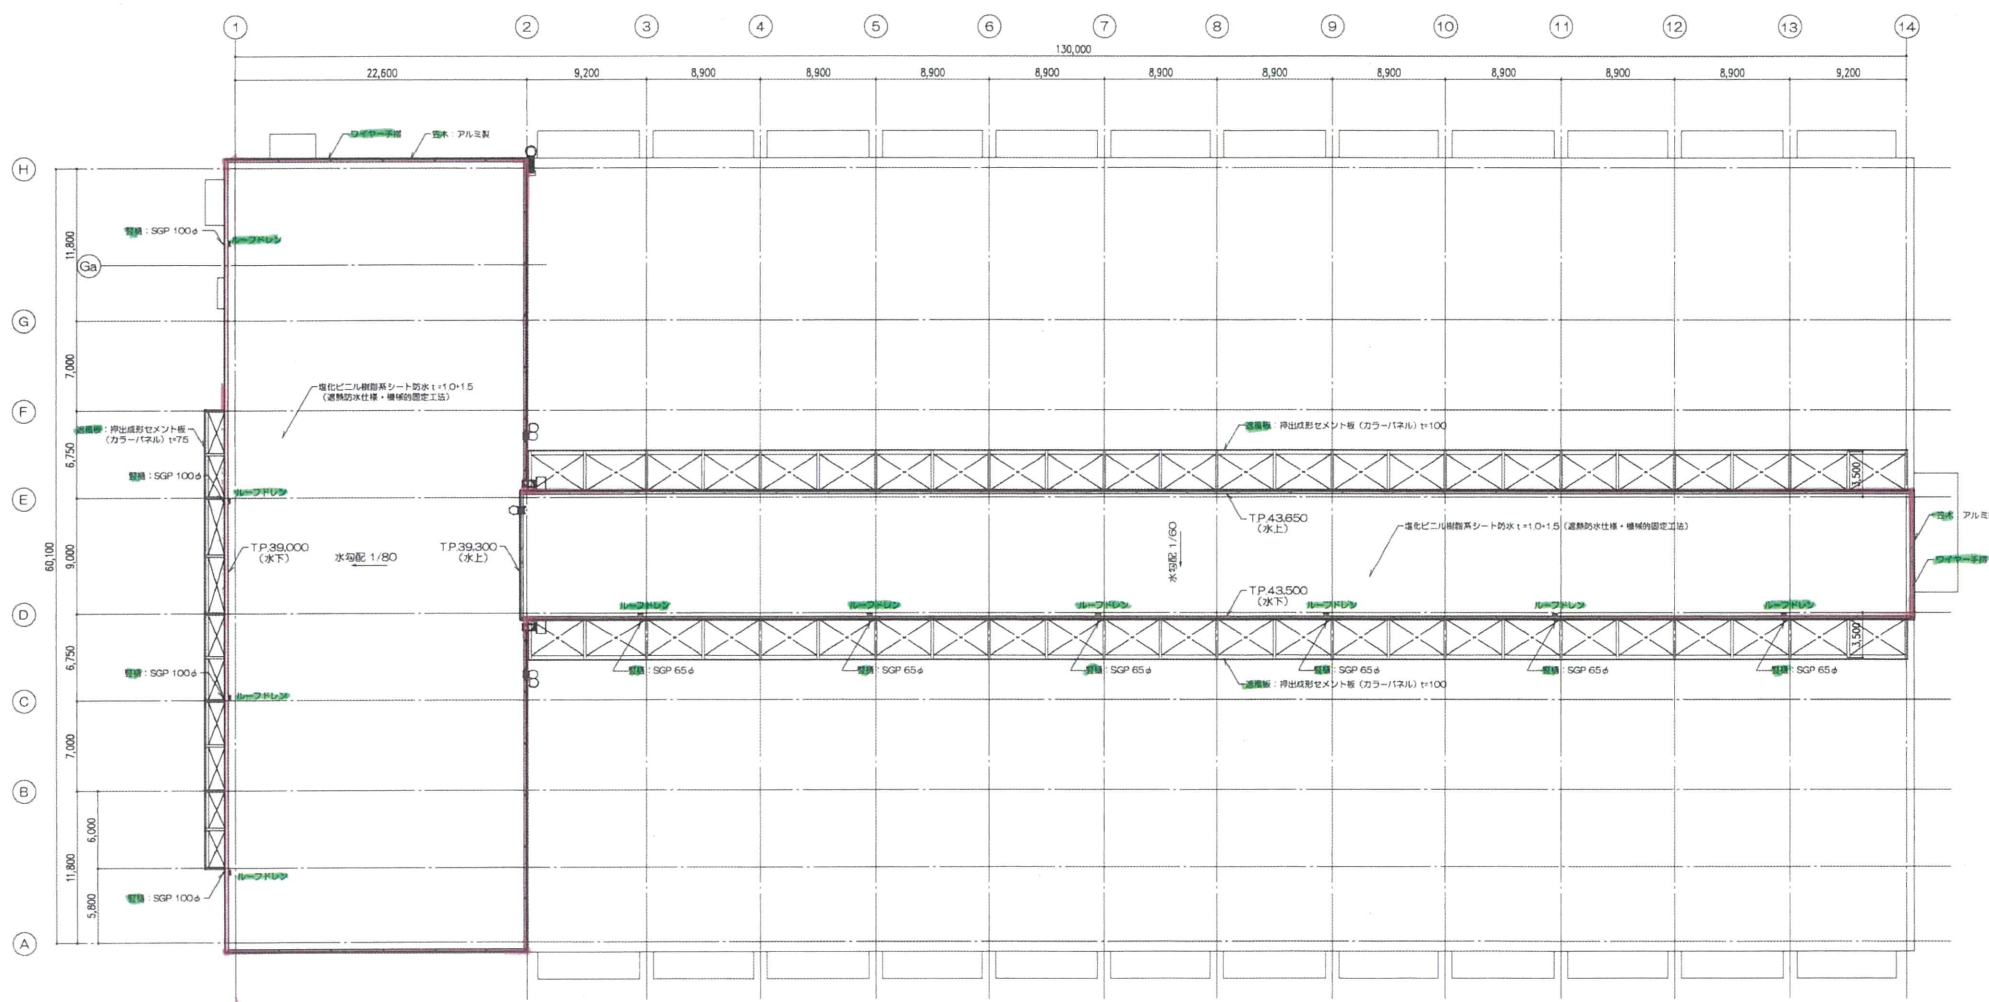 1
2
3
4
5
6
7
8
9
10
11
12
13
14
130,000
22,600
9,200
8,900
8,900
8,900
8,900
8,900
8,900
8,900
8,900
8,900
8,900
9,200
ワイヤー手摺
笠木：アルミ製
H
竪樋：SGP 100φ
ルーフドレン
11,800
Ga
G
7,000
塩化ビニル樹脂系シート防水 t=1.0+1.5
（遮熱防水仕様・機械的固定工法）
F
遮風板：押出成形セメント板
（カラーパネル）t=75
遮風板：押出成形セメント板（カラーパネル）t=100
6,750
竪樋：SGP 100φ
3,500
ルーフドレン
E
T.P.43,650
（水上）
塩化ビニル樹脂系シート防水 t=1.0+1.5（遮熱防水仕様・機械的固定工法）
笠木：アルミ
T.P.39,000
（水下）
水勾配 1/80
T.P.39,300
（水上）
水勾配 1/60
60,100
9,000
ワイヤー手摺
T.P.43,500
（水下）
ルーフドレン
ルーフドレン
ルーフドレン
ルーフドレン
ルーフドレン
ルーフドレン
D
3,500
6,750
竪樋：SGP 100φ
竪樋：SGP 65φ
竪樋：SGP 65φ
竪樋：SGP 65φ
竪樋：SGP 65φ
竪樋：SGP 65φ
竪樋：SGP 65φ
遮風板：押出成形セメント板（カラーパネル）t=100
ルーフドレン
C
7,000
B
6,000
11,800
ルーフドレン
竪樋：SGP 100φ
5,800
A